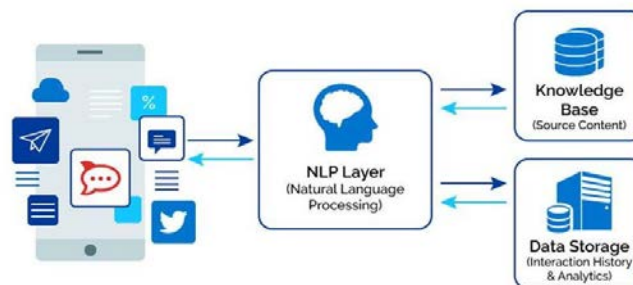 %
NLP Layer
(Natural Language
Processing)
Knowledge
Base
(Source Content)
Data Storage
(Interaction History
& Analytics)